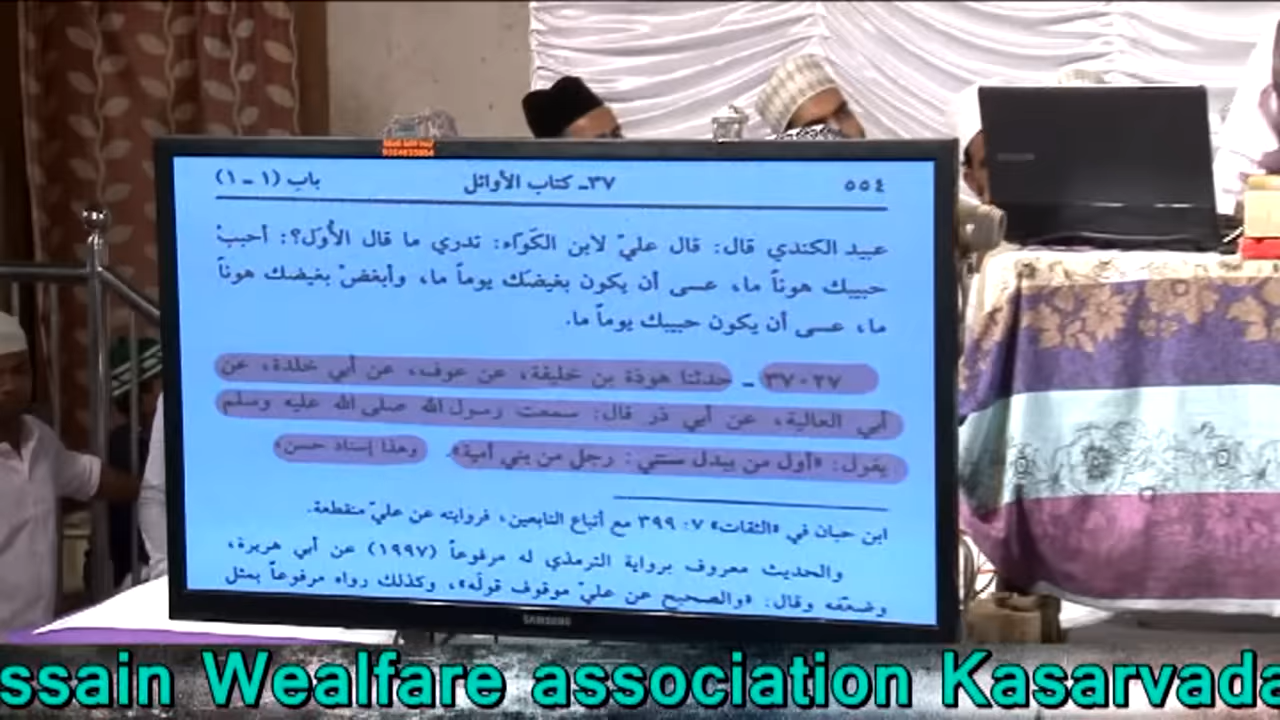 ٥٥٤ ٣٧ـ كتاب الأوائل باب (١ ـ ١)
عبيد الكندي قال: قال عليّ لابن الكَوّاء: تدري ما قال الأُوَل؟: أحببْ
حبيبك هوناً ما، عسى أن يكون بغيضَك يوماً ما، وأبغضْ بغيضك هوناً
ما، عسى أن يكون حبيبك يوماً ما.
٣٧٠٢٧ ـ حدثنا هوذة بن خليفة، عن عوف، عن أبي خلدة، عن
أبي العالية، عن أبي ذر قال: سمعت رسول الله صلى الله عليه وسلم
يقول: «أول من يبدل سنتي: رجل من بني أمية». وهذا إسناد حسن،
ابن حبان في «الثقات» ٧: ٣٩٩ مع أتباع التابعين، فروايته عن عليّ منقطعة.
والحديث معروف برواية الترمذي له مرفوعاً (١٩٩٧) عن أبي هريرة،
وضعّفه وقال: «والصحيح عن عليّ موقوف قولَه»، وكذلك رواه مرفوعاً بمثل
SAMSUNG
ssain Wealfare association Kasarvada